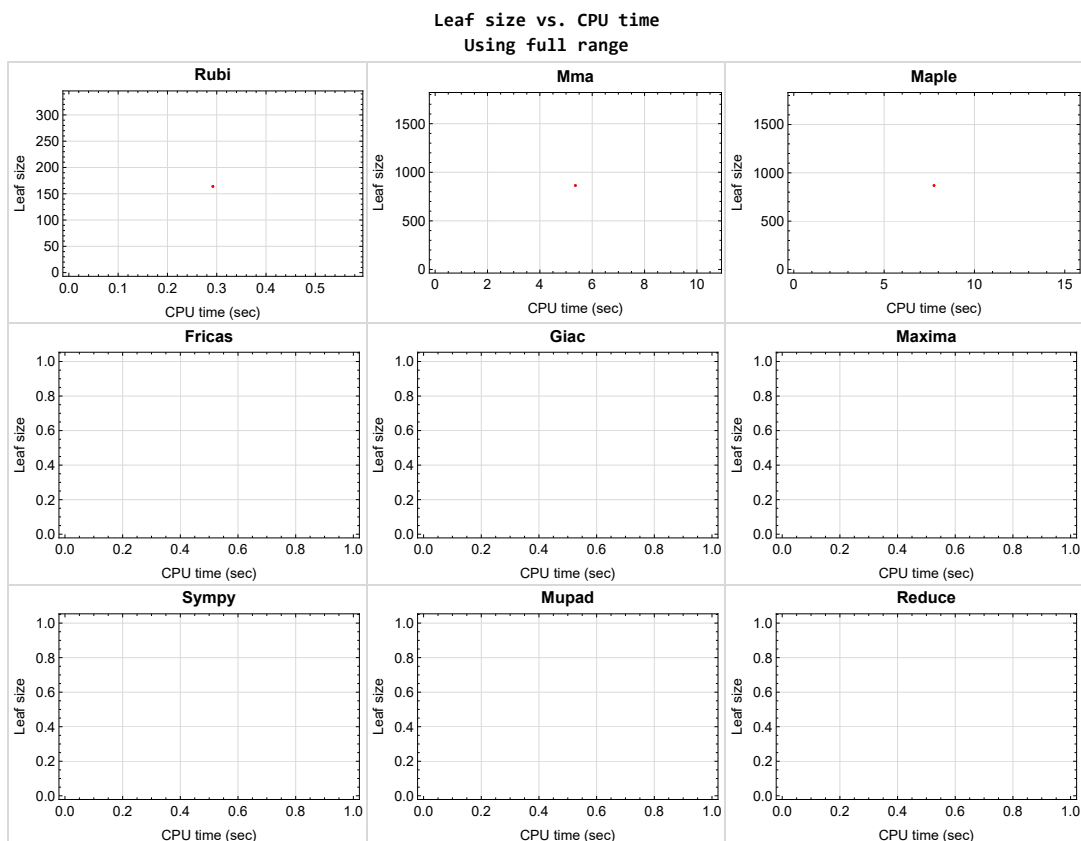 Leaf size vs. CPU time
Using full range
Rubi
Mma
Maple
300
250
200
150
100
50
0
Leaf size
0.0 0.1 0.2 0.3 0.4 0.5
CPU time (sec)
1500
1000
500
0
Leaf size
0 2 4 6 8 10
CPU time (sec)
1500
1000
500
0
Leaf size
0 5 10 15
CPU time (sec)
Fricas
Giac
Maxima
1.0
0.8
0.6
0.4
0.2
0.0
Leaf size
0.0 0.2 0.4 0.6 0.8 1.0
CPU time (sec)
1.0
0.8
0.6
0.4
0.2
0.0
Leaf size
0.0 0.2 0.4 0.6 0.8 1.0
CPU time (sec)
1.0
0.8
0.6
0.4
0.2
0.0
Leaf size
0.0 0.2 0.4 0.6 0.8 1.0
CPU time (sec)
Sympy
Mupad
Reduce
1.0
0.8
0.6
0.4
0.2
0.0
Leaf size
0.0 0.2 0.4 0.6 0.8 1.0
CPU time (sec)
1.0
0.8
0.6
0.4
0.2
0.0
Leaf size
0.0 0.2 0.4 0.6 0.8 1.0
CPU time (sec)
1.0
0.8
0.6
0.4
0.2
0.0
Leaf size
0.0 0.2 0.4 0.6 0.8 1.0
CPU time (sec)